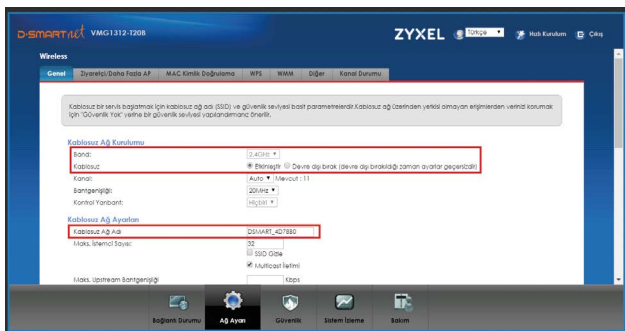 D-SMART net VMG1312-T20B
ZYXEL Türkçe Hızlı Kurulum Çıkış
Wireless
Genel Ziyaretçi/Daha Fazla AP MAC Kimlik Doğrulama WPS WMM Diğer Kanal Durumu
Kablosuz bir servis başlatmak için kablosuz ağ adı (SSID) ve güvenlik seviyesi basit parametrelerdir.Kablosuz ağ üzerinden yetkisi olmayan erişimlerden verinizi korumak
için "Güvenlik Yok" yerine bir güvenlik seviyesi yapılandırmanız önerilir.
Kablosuz Ağ Kurulumu
Band: 2.4GHz
Kablosuz Etkinleştir Devre dışı bırak (devre dışı bırakıldığı zaman ayarlar geçersizdir)
Kanal: Auto Mevcut : 11
Bantgenişliği: 20MHz
Kontrol Yanbant: Hiçbiri
Kablosuz Ağ Ayarları
Kablosuz Ağ Adı DSMART_4D78B0
Maks. İstemci Sayısı: 32
SSID Gizle
Multicast İletimi
Maks. Upstream Bantgenişliği Kbps
Bağlantı Durumu Ağ Ayarı Güvenlik Sistem İzleme Bakım